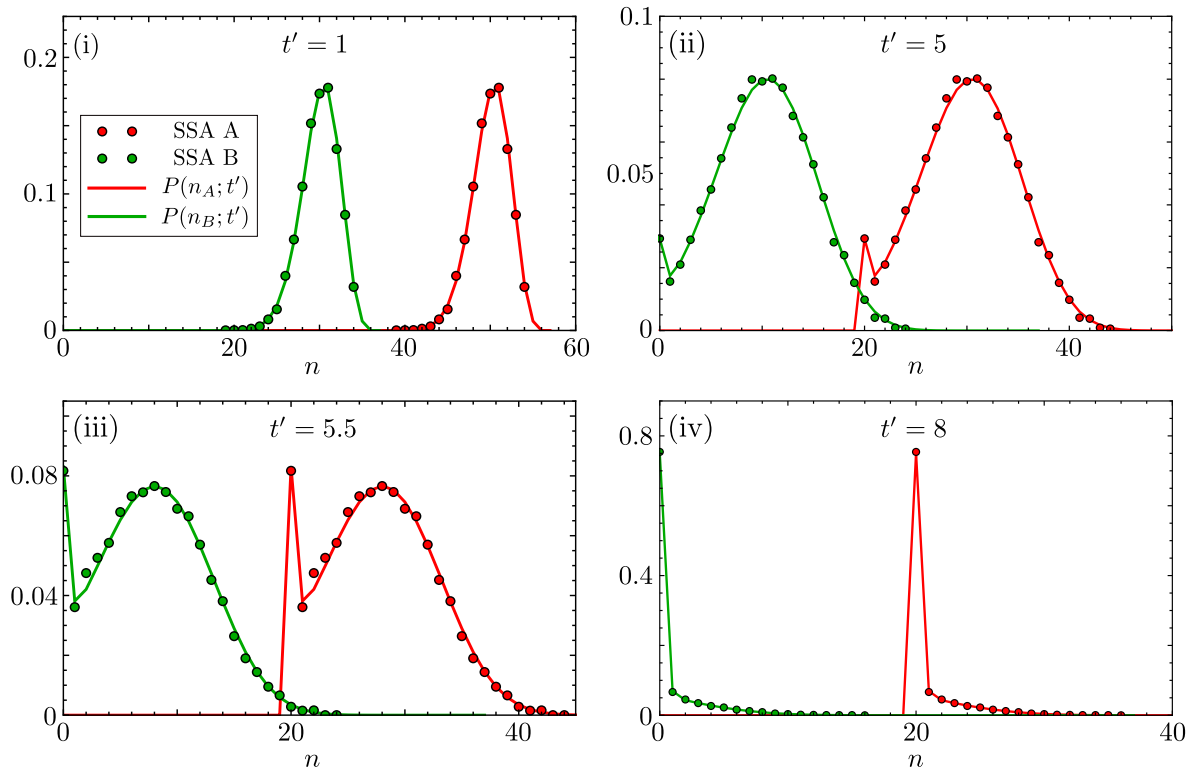 (i) t′ = 1
0.2
0.1
0
SSA A
SSA B
P(n_A; t′)
P(n_B; t′)
0 20 40 60
n
(ii) t′ = 5
0.1
0.05
0
0 20 40
n
(iii) t′ = 5.5
0.08
0.04
0
0 20 40
n
(iv) t′ = 8
0.8
0.4
0
0 20 40
n